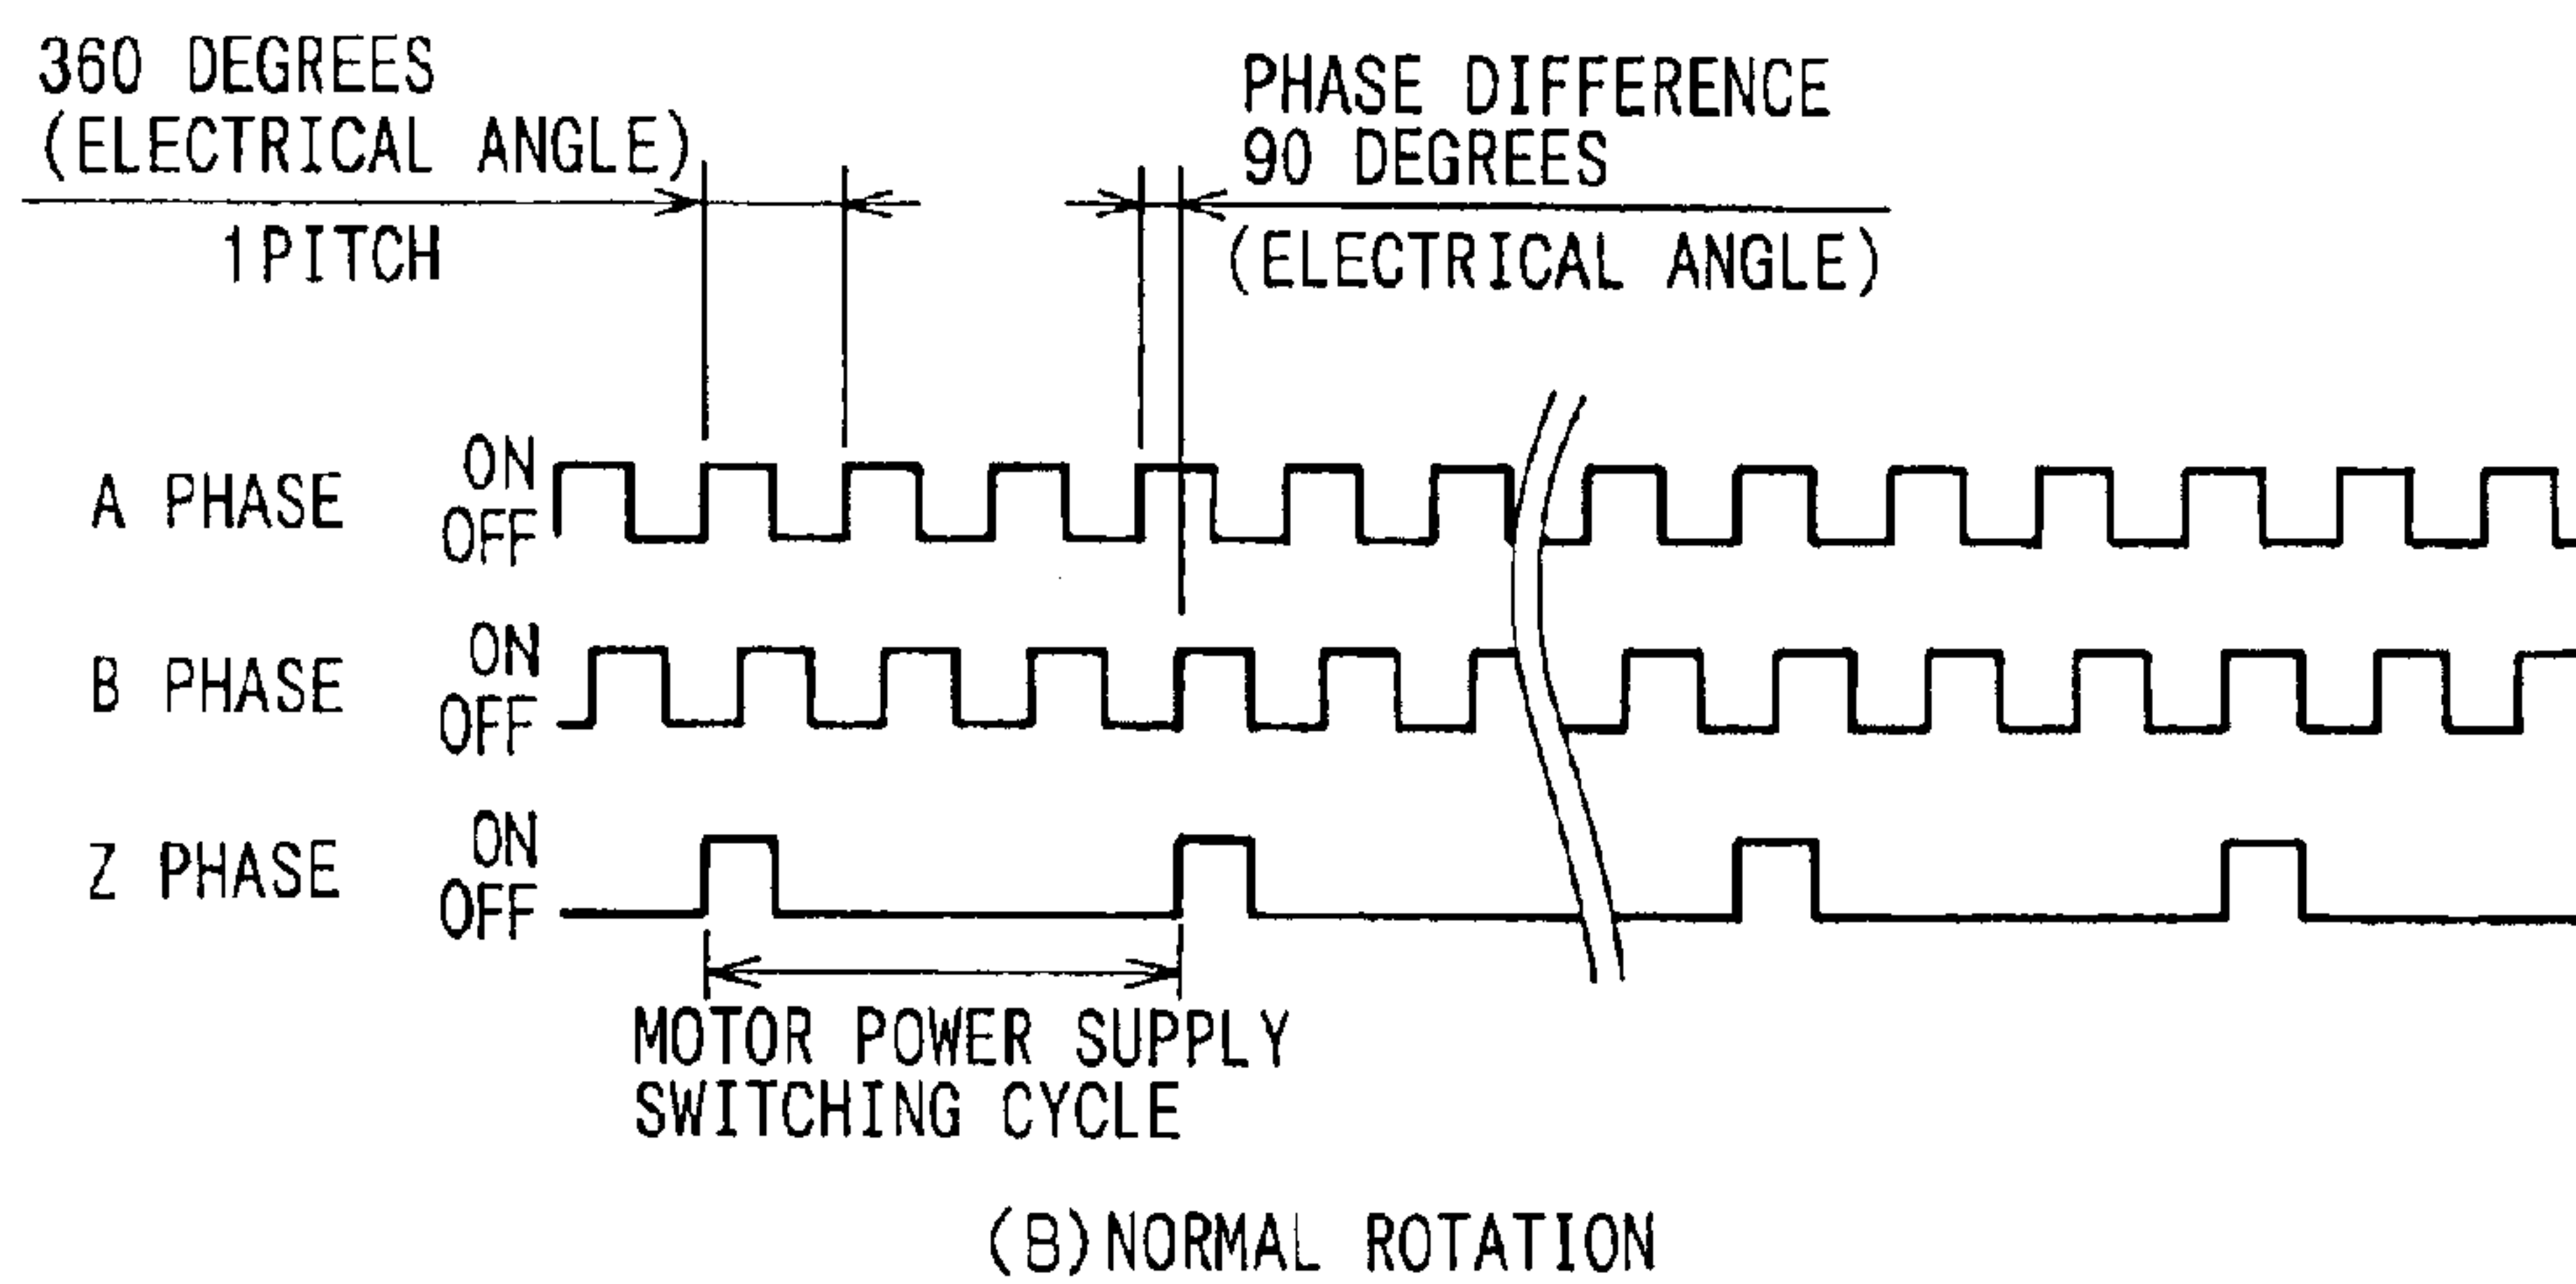 360 DEGREES
(ELECTRICAL ANGLE)
1PITCH
PHASE DIFFERENCE
90 DEGREES
(ELECTRICAL ANGLE)
A PHASE
ON
OFF
B PHASE
ON
OFF
Z PHASE
ON
OFF
MOTOR POWER SUPPLY
SWITCHING CYCLE
(B)NORMAL ROTATION